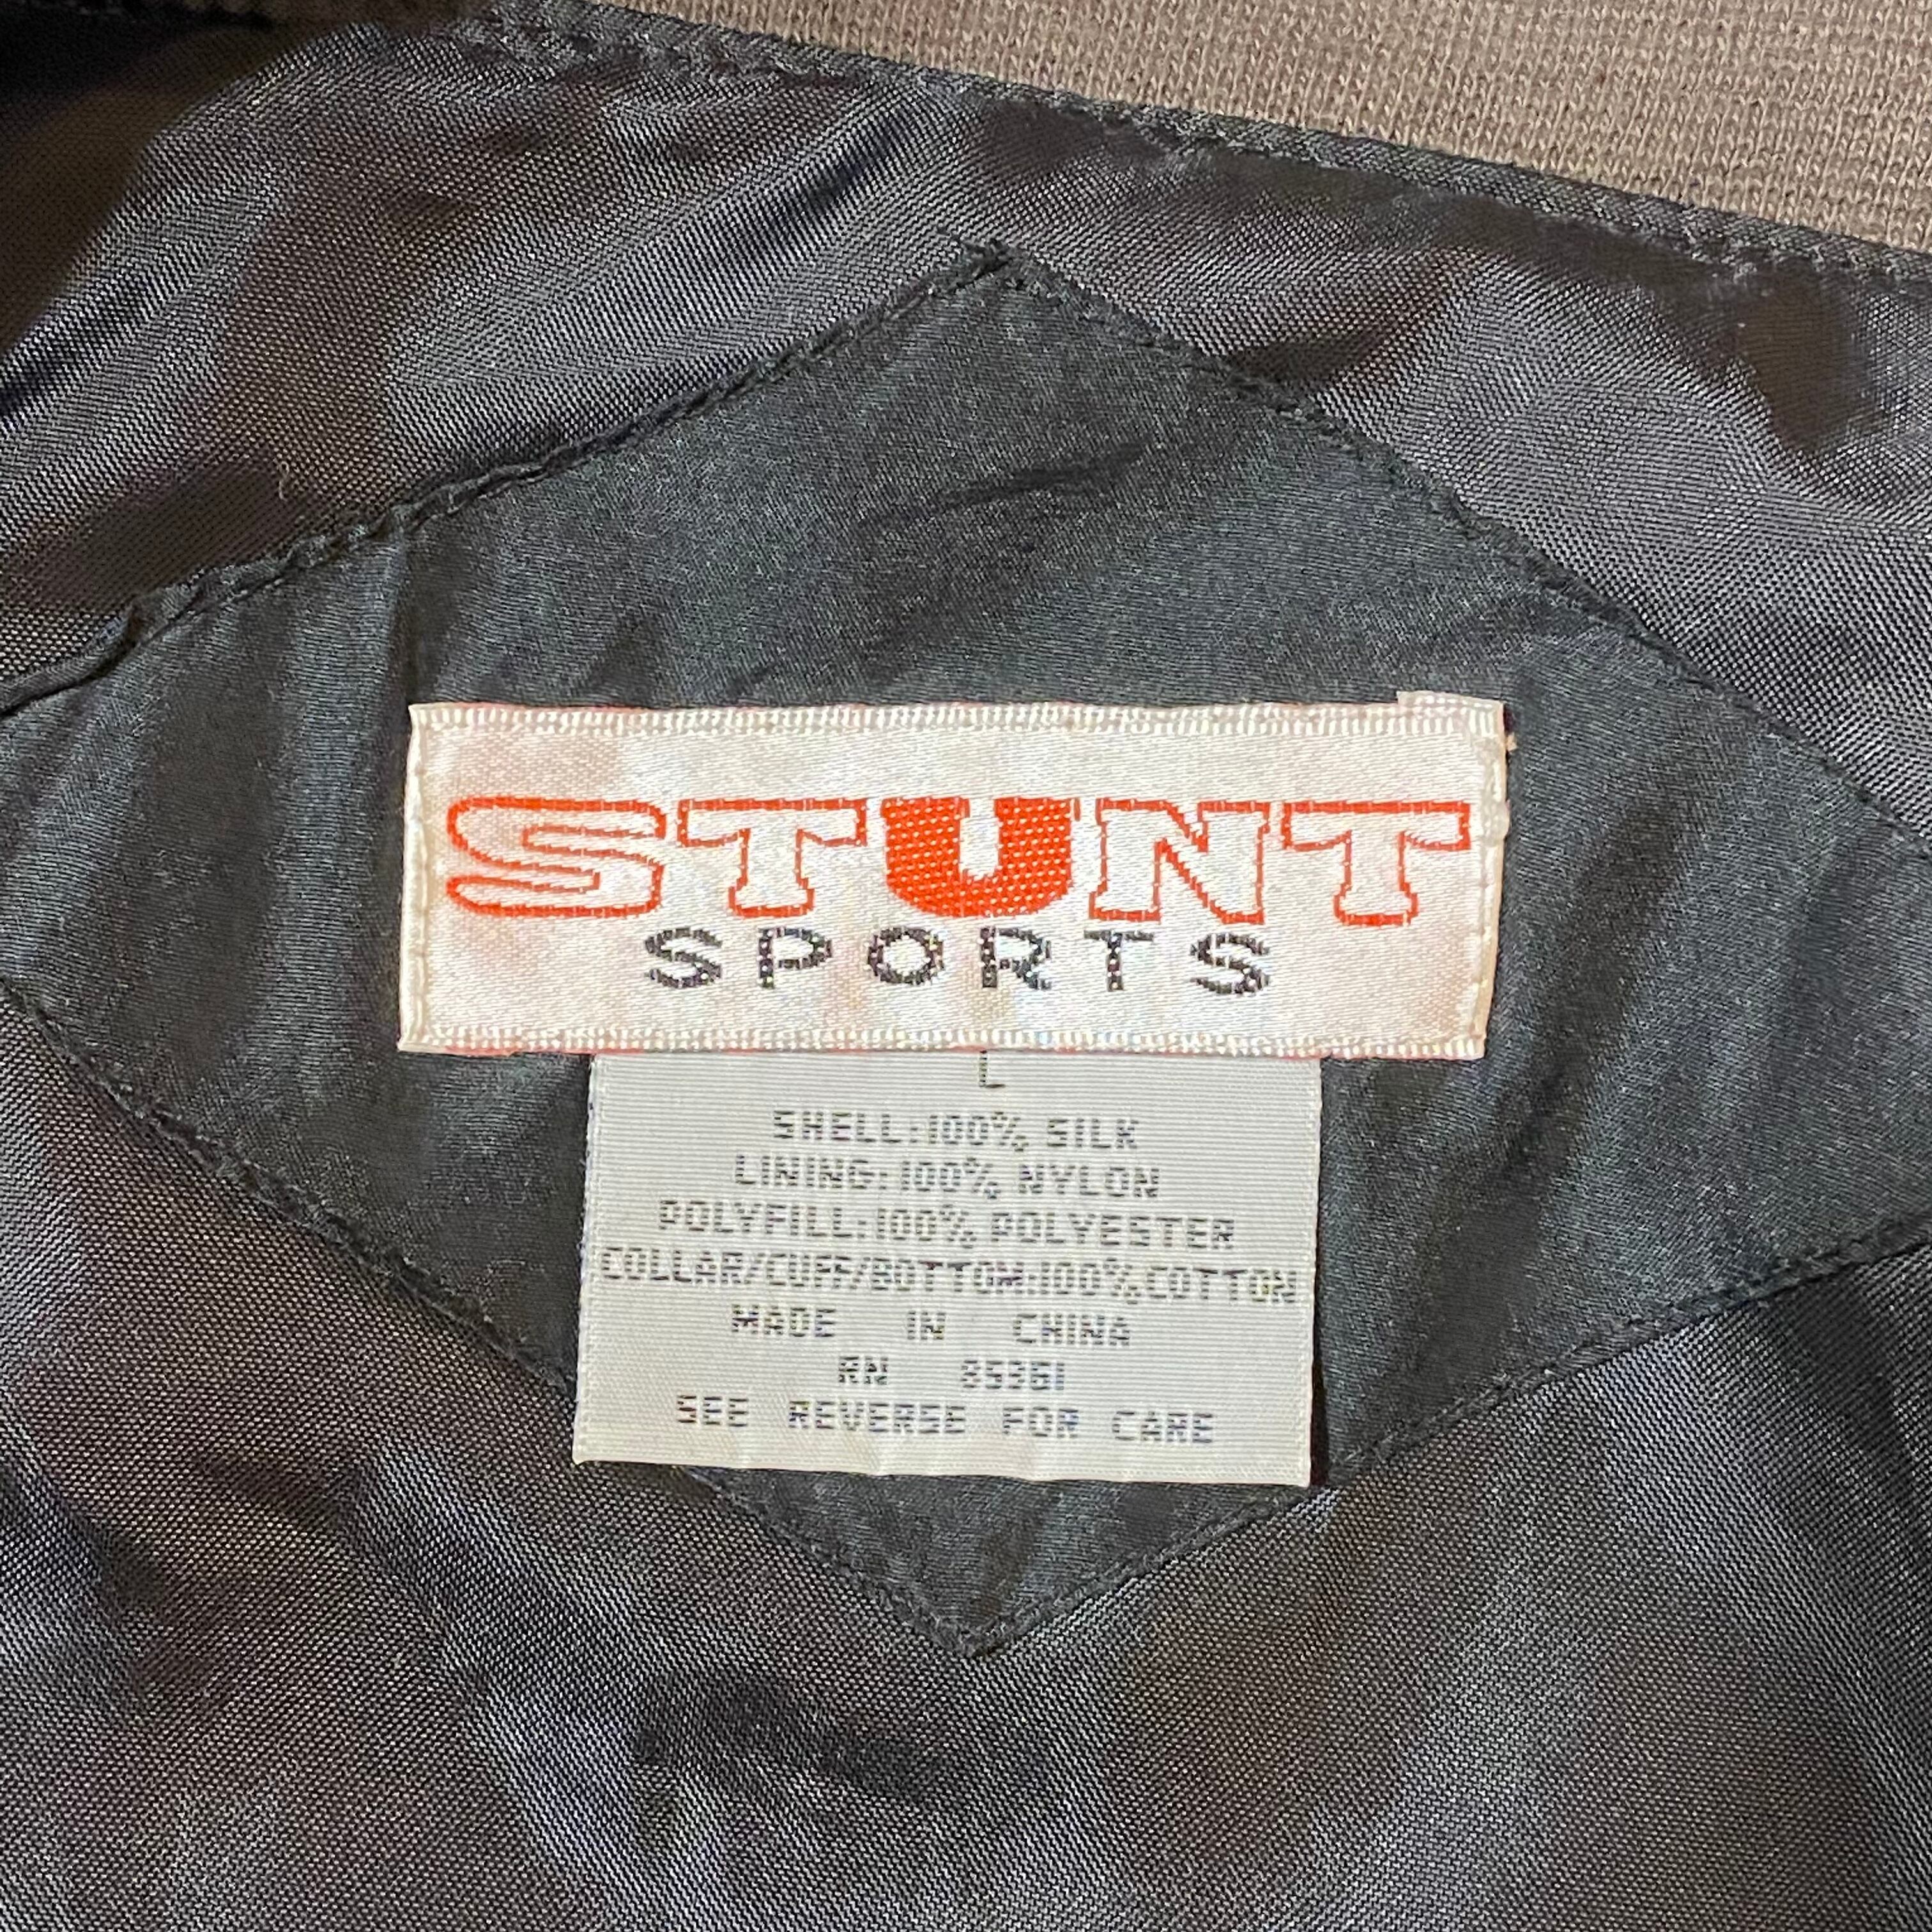 STUNT
SPORTS
L
SHELL:100% SILK
LINING:100% NYLON
POLYFILL:100% POLYESTER
COLLAR/CUFF/BOTTOM:100%COTTON
MADE IN CHINA
RN 85361
SEE REVERSE FOR CARE